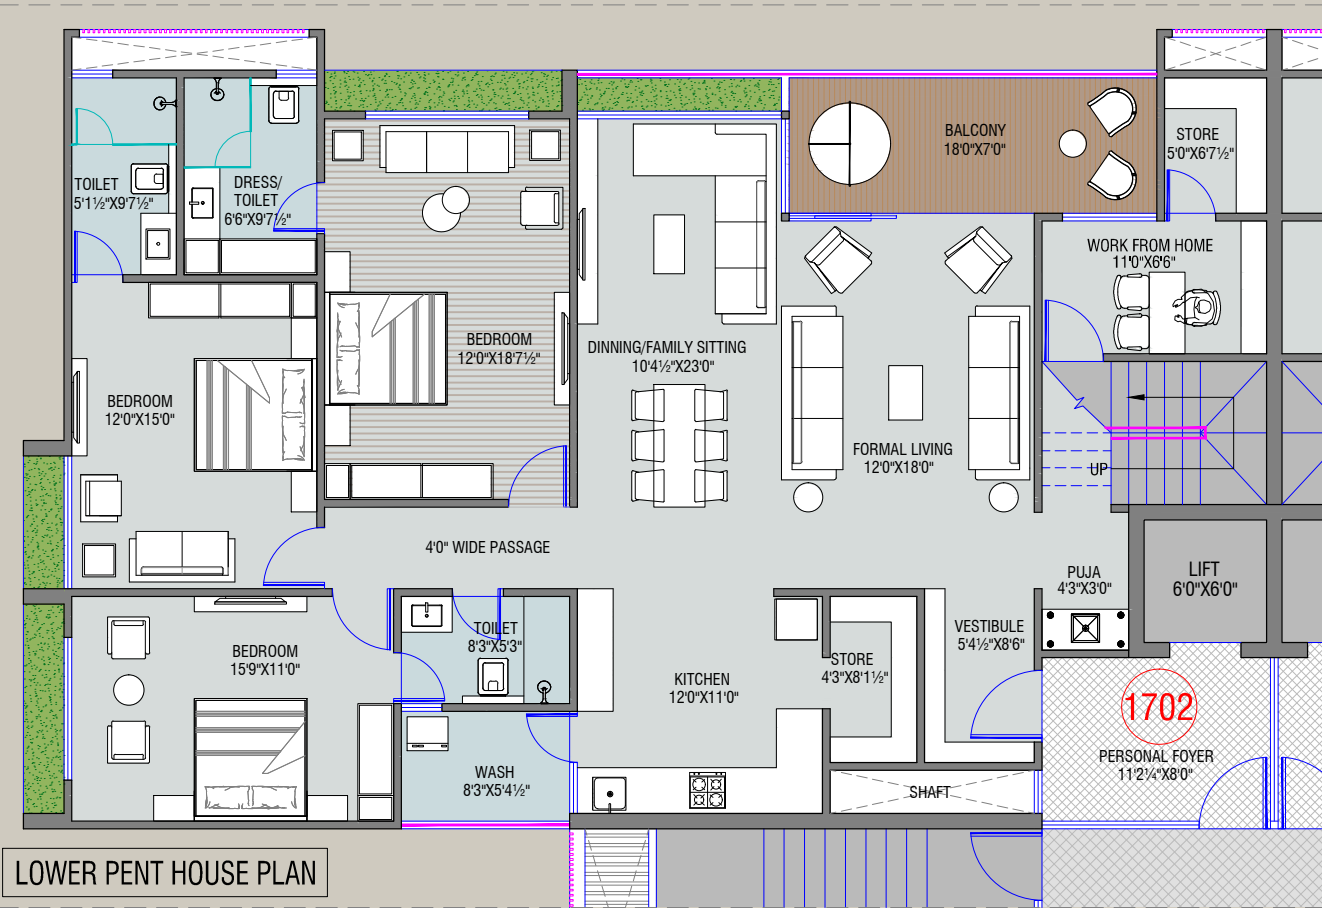 BALCONY
18'0"X7'0"
STORE
5'0"X6'7½"
TOILET
5'1½"X9'7½"
DRESS/
TOILET
6'6"X9'7½"
WORK FROM HOME
11'0"X6'6"
BEDROOM
12'0"X18'7½"
DINNING/FAMILY SITTING
10'4½"X23'0"
BEDROOM
12'0"X15'0"
FORMAL LIVING
12'0"X18'0"
UP
4'0" WIDE PASSAGE
PUJA
4'3"X3'0"
LIFT
6'0"X6'0"
TOILET
8'3"X5'3"
VESTIBULE
5'4½"X8'6"
BEDROOM
15'9"X11'0"
STORE
4'3"X8'1½"
KITCHEN
12'0"X11'0"
1702
PERSONAL FOYER
11'2¼"X8'0"
WASH
8'3"X5'4½"
SHAFT
LOWER PENT HOUSE PLAN